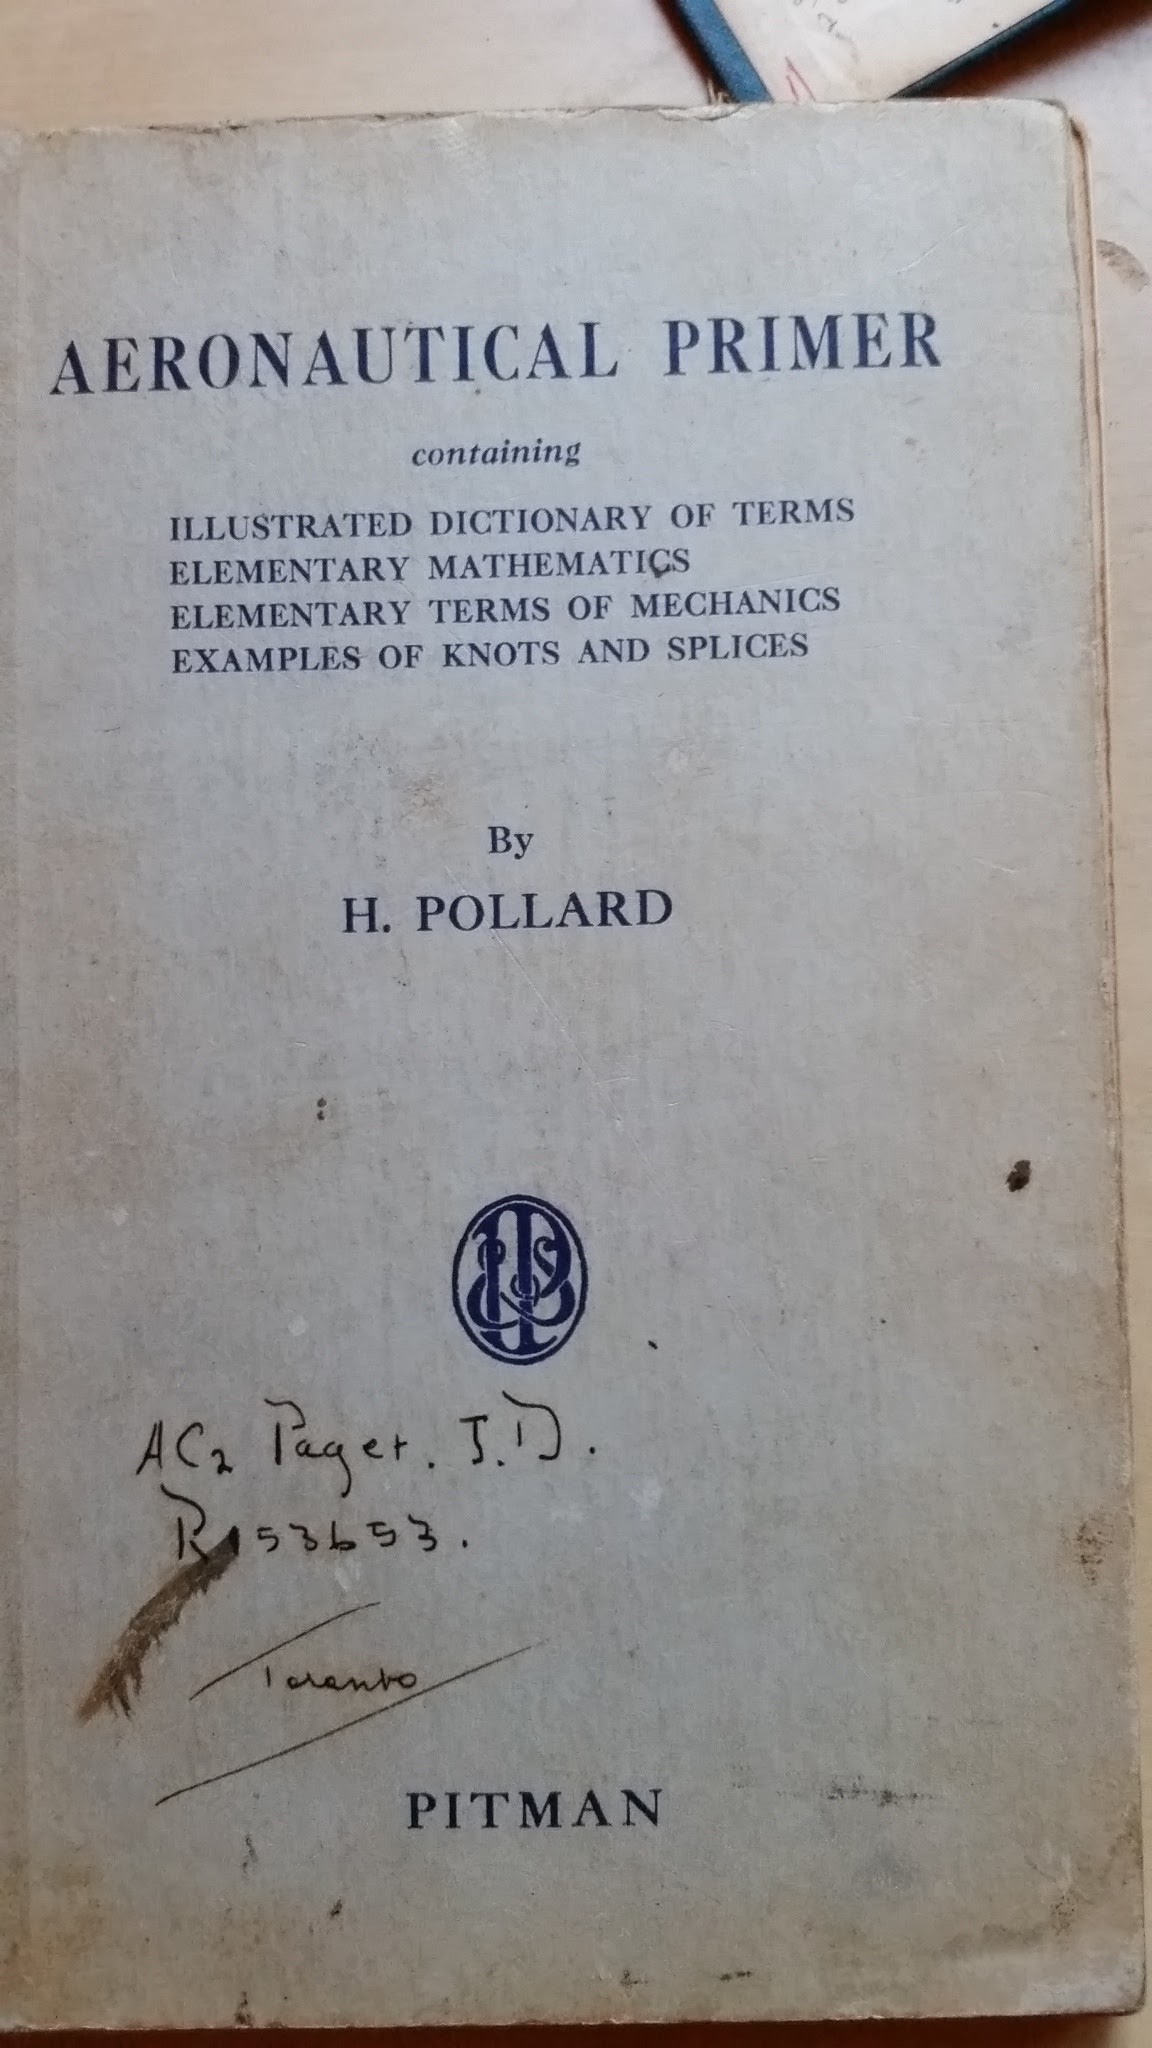 AERONAUTICAL PRIMER
containing
ILLUSTRATED DICTIONARY OF TERMS
ELEMENTARY MATHEMATICS
ELEMENTARY TERMS OF MECHANICS
EXAMPLES OF KNOTS AND SPLICES
By
H. POLLARD
AC2 Paget. J.D.
R153653.
Toronto
PITMAN